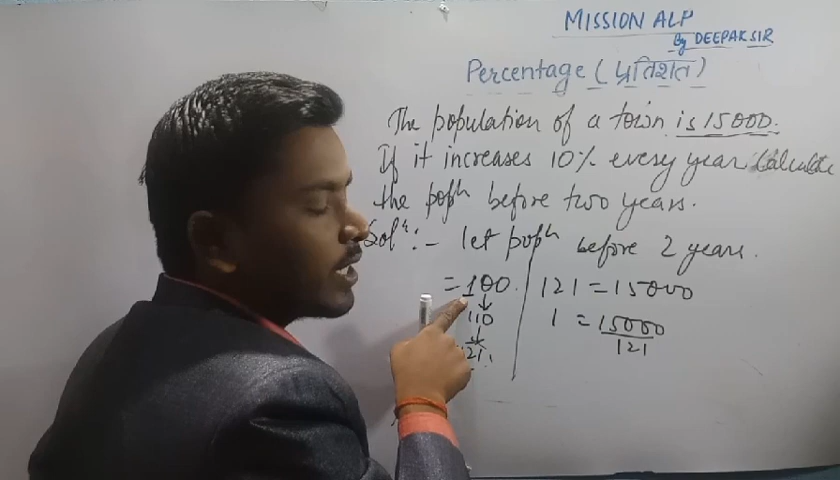 MISSION ALP
By DEEPAK SIR
Percentage (प्रतिशत)
The population of a town is 15000.
If it increases 10% every year Calculate
the popn before two years.
Soln:- let popn before 2 years.
= 100.
110
121.
121 = 15000
1 = 15000
121